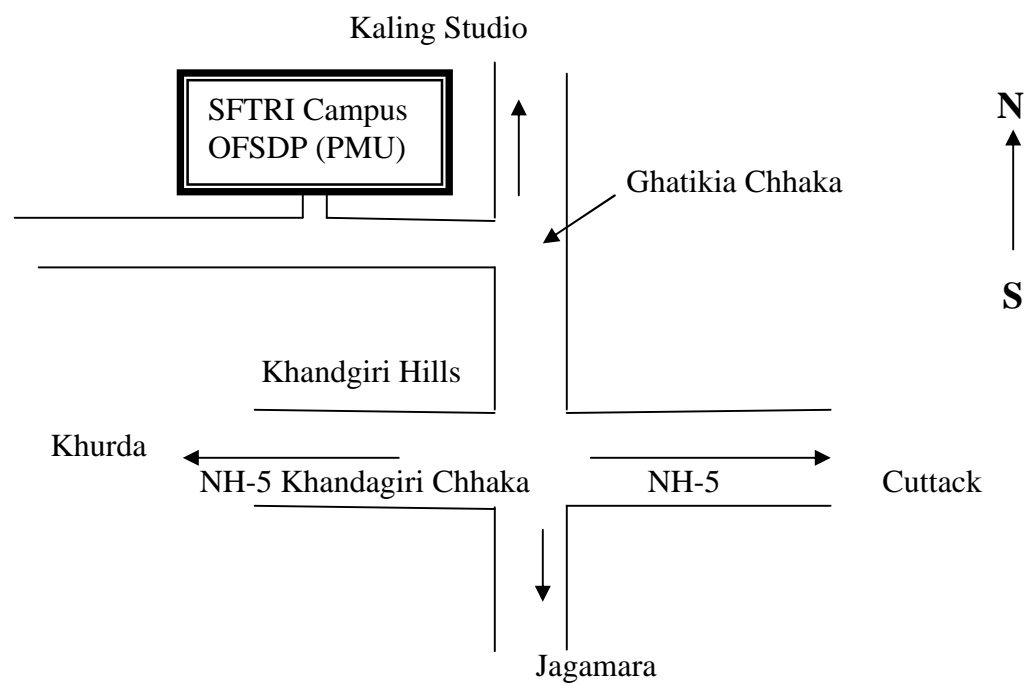 Kaling Studio
SFTRI Campus
OFSDP (PMU)
N
Ghatikia Chhaka
S
Khandgiri Hills
Khurda
NH-5 Khandagiri Chhaka
NH-5
Cuttack
Jagamara